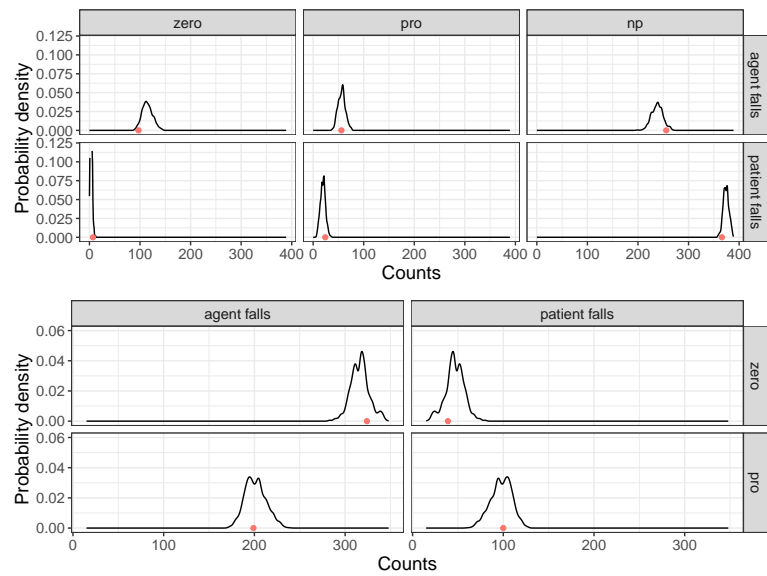 zero pro np
0.125
0.100
0.075
0.050
0.025
0.000
agent falls
0.125
0.100
0.075
0.050
0.025
0.000
patient falls
Probability density
0 100 200 300 400 0 100 200 300 400 0 100 200 300 400
Counts
agent falls patient falls
0.06
0.04
0.02
0.00
zero
0.06
0.04
0.02
0.00
pro
Probability density
0 100 200 300 0 100 200 300
Counts